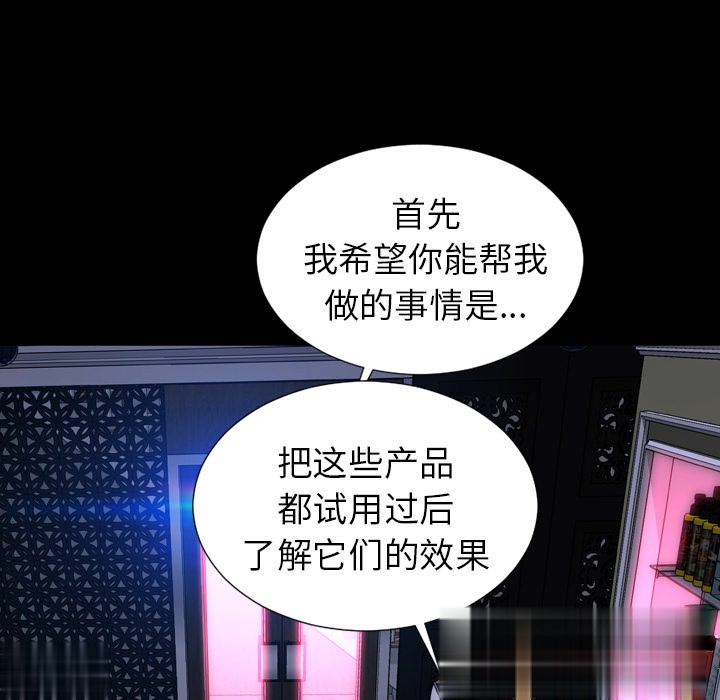 首先
我希望你能帮我
做的事情是...
把这些产品
都试用过后
了解它们的效果